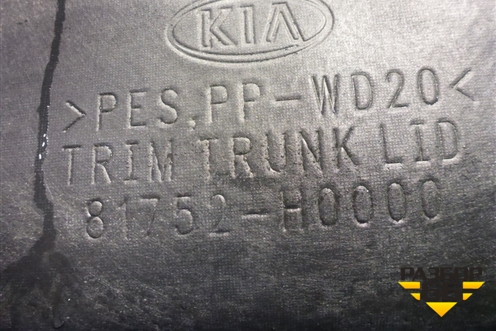 KIA
>PES,PP-WD20<
TRIM TRUNK LID
81752-H0000
РАЗБОР